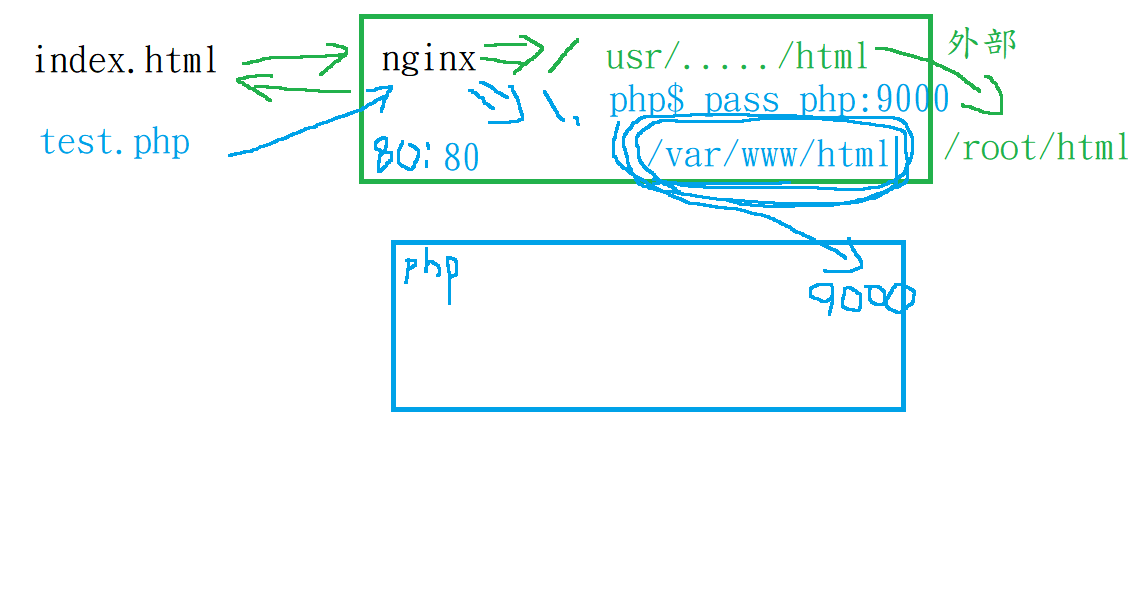 index.html
nginx
/ usr/...../html
外部
test.php
\. php$ pass php:9000
80:80
/var/www/html
/root/html
php
9000